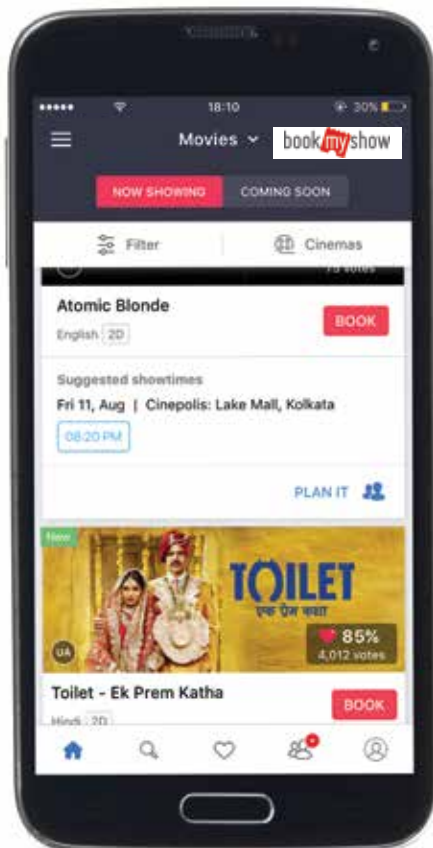 18:10
30%
Movies
bookmyshow
NOW SHOWING
COMING SOON
Filter
Cinemas
75 votes
Atomic Blonde
BOOK
English 2D
Suggested showtimes
Fri 11, Aug | Cinepolis: Lake Mall, Kolkata
08:20 PM
PLAN IT
New
TOILET
एक प्रेम कथा
UA
85%
4,012 votes
Toilet - Ek Prem Katha
BOOK
Hindi 2D